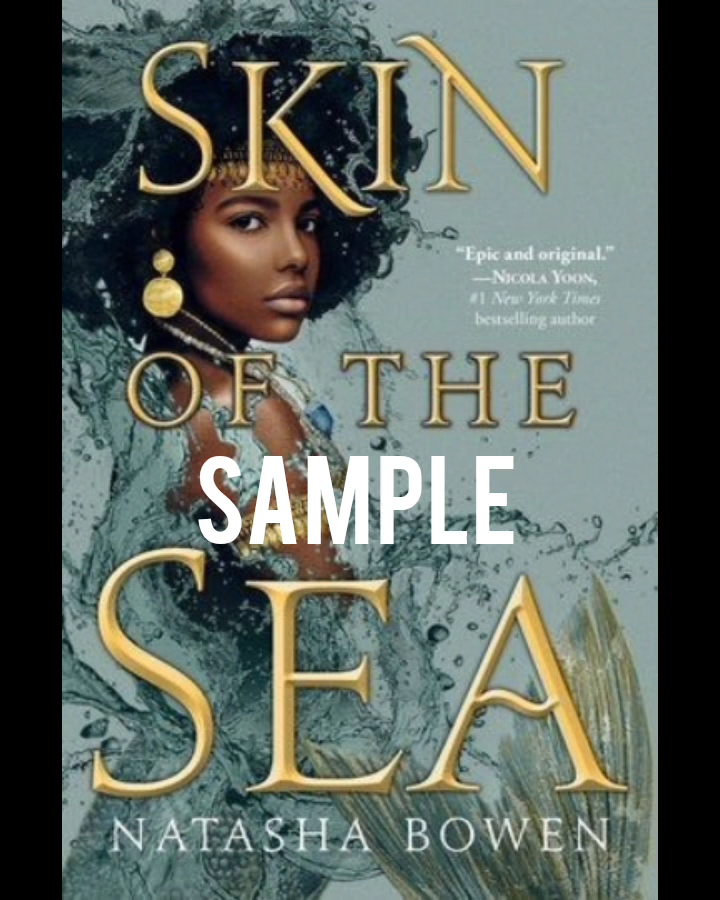 SKIN
"Epic and original."
—NICOLA YOON,
#1 New York Times
bestselling author
OF THE
SAMPLE
SEA
NATASHA BOWEN